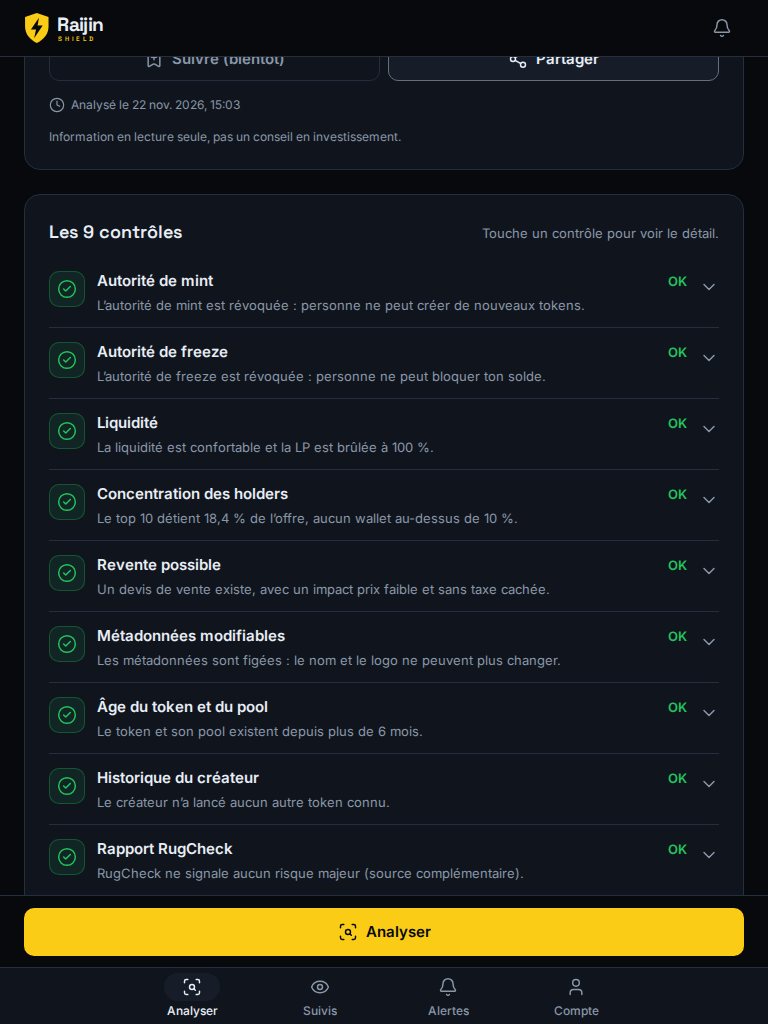 Raijin
SHIELD
Suivre (bientôt)
Partager
Analysé le 22 nov. 2026, 15:03
Information en lecture seule, pas un conseil en investissement.
Les 9 contrôles
Touche un contrôle pour voir le détail.
Autorité de mint
OK
L’autorité de mint est révoquée : personne ne peut créer de nouveaux tokens.
Autorité de freeze
OK
L’autorité de freeze est révoquée : personne ne peut bloquer ton solde.
Liquidité
OK
La liquidité est confortable et la LP est brûlée à 100 %.
Concentration des holders
OK
Le top 10 détient 18,4 % de l’offre, aucun wallet au-dessus de 10 %.
Revente possible
OK
Un devis de vente existe, avec un impact prix faible et sans taxe cachée.
Métadonnées modifiables
OK
Les métadonnées sont figées : le nom et le logo ne peuvent plus changer.
Âge du token et du pool
OK
Le token et son pool existent depuis plus de 6 mois.
Historique du créateur
OK
Le créateur n’a lancé aucun autre token connu.
Rapport RugCheck
OK
RugCheck ne signale aucun risque majeur (source complémentaire).
Analyser
Analyser
Suivis
Alertes
Compte